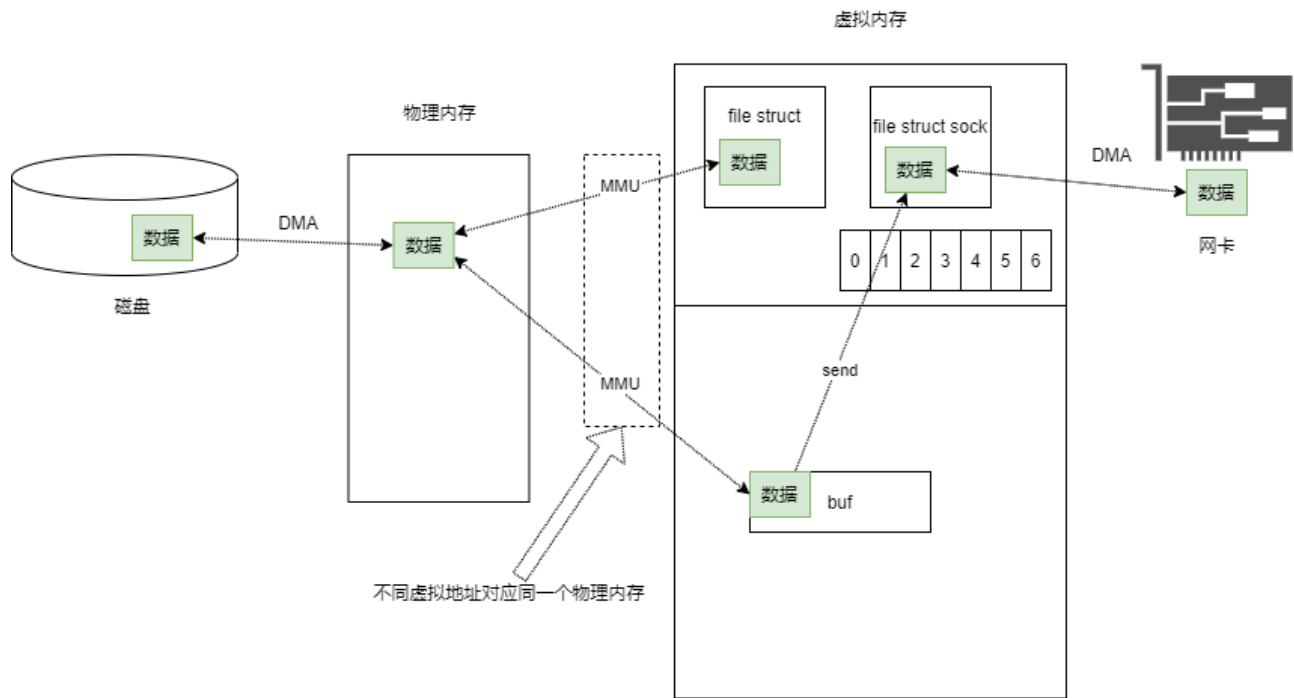 虚拟内存
物理内存
file struct
file struct sock
数据
数据
DMA
MMU
数据
网卡
数据
DMA
数据
0 1 2 3 4 5 6
磁盘
send
MMU
数据
buf
不同虚拟地址对应同一个物理内存